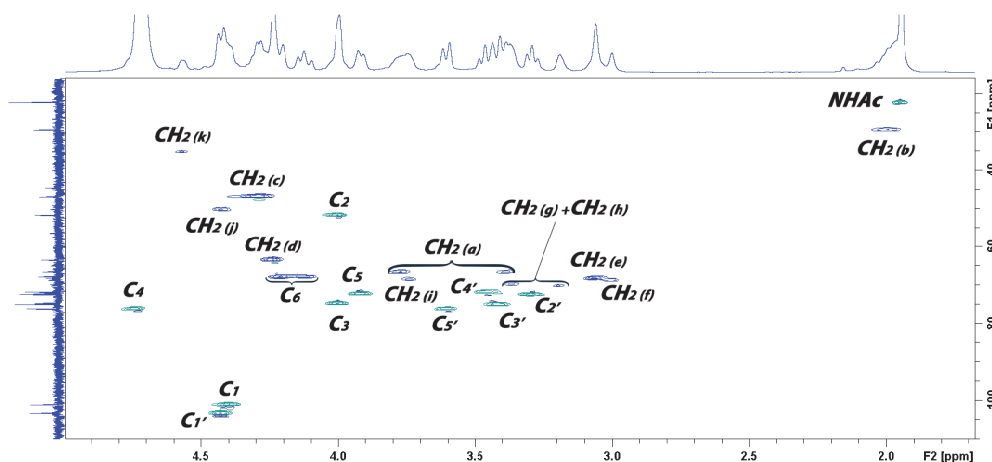 NHAc
CH2 (b)
CH2 (k)
CH2 (c)
C2
CH2 (j)
CH2 (g) +CH2 (h)
CH2 (d)
CH2 (a)
CH2 (e)
C6
C5
CH2 (i)
C4'
C2'
CH2 (f)
C4
C3
C5'
C3'
C1
C1'
F1 [ppm]
40
60
80
100
4.5
4.0
3.5
3.0
2.5
2.0
F2 [ppm]